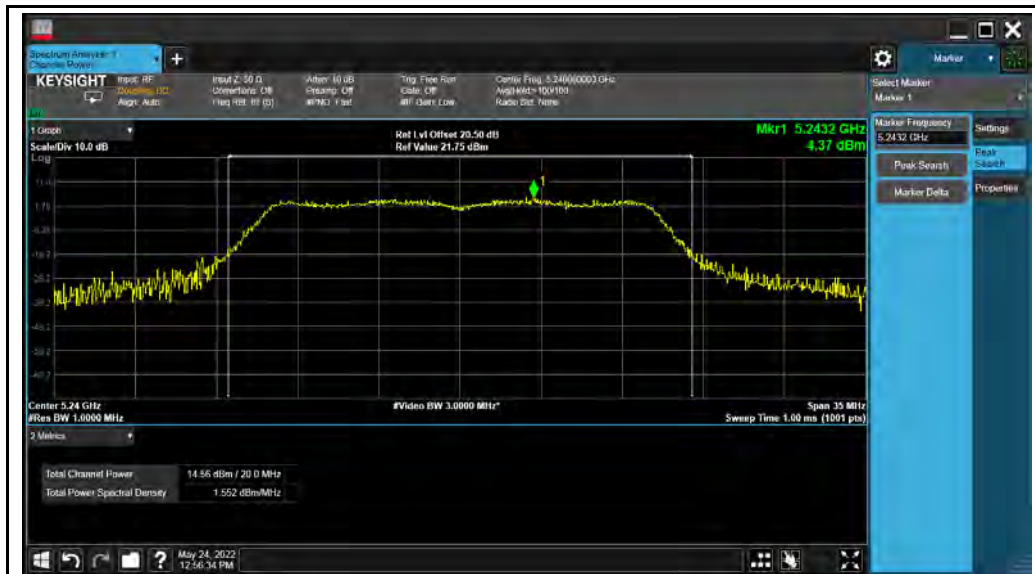 Spectrum Analyzer 1
Channel Power
+
Marker
KEYSIGHT
Input: RF
Coupling: DC
Align: Auto
Input Z: 50 Ω
Corrections: Off
Freq Ref: Int (S)
Atten: 10 dB
Preamp: Off
#PNO: Fast
Trig: Free Run
Gate: Off
#IF Gain: Low
Center Freq: 5.240000003 GHz
Avg|Hold: 100/100
Radio Std: None
Select Marker
Marker 1
1 Graph
Scale/Div 10.0 dB
Log
Ref Lvl Offset 20.50 dB
Ref Value 21.75 dBm
Mkr1 5.2432 GHz
4.37 dBm
Marker Frequency
5.2432 GHz
Peak Search
Marker Delta
Settings
Peak
Search
Properties
1
1.75
Center 5.24 GHz
#Res BW 1.0000 MHz
#Video BW 3.0000 MHz*
Span 35 MHz
Sweep Time 1.00 ms (1001 pts)
2 Metrics
Total Channel Power
14.56 dBm / 20.0 MHz
Total Power Spectral Density
1.552 dBm/MHz
?
May 24, 2022
12:56:34 PM